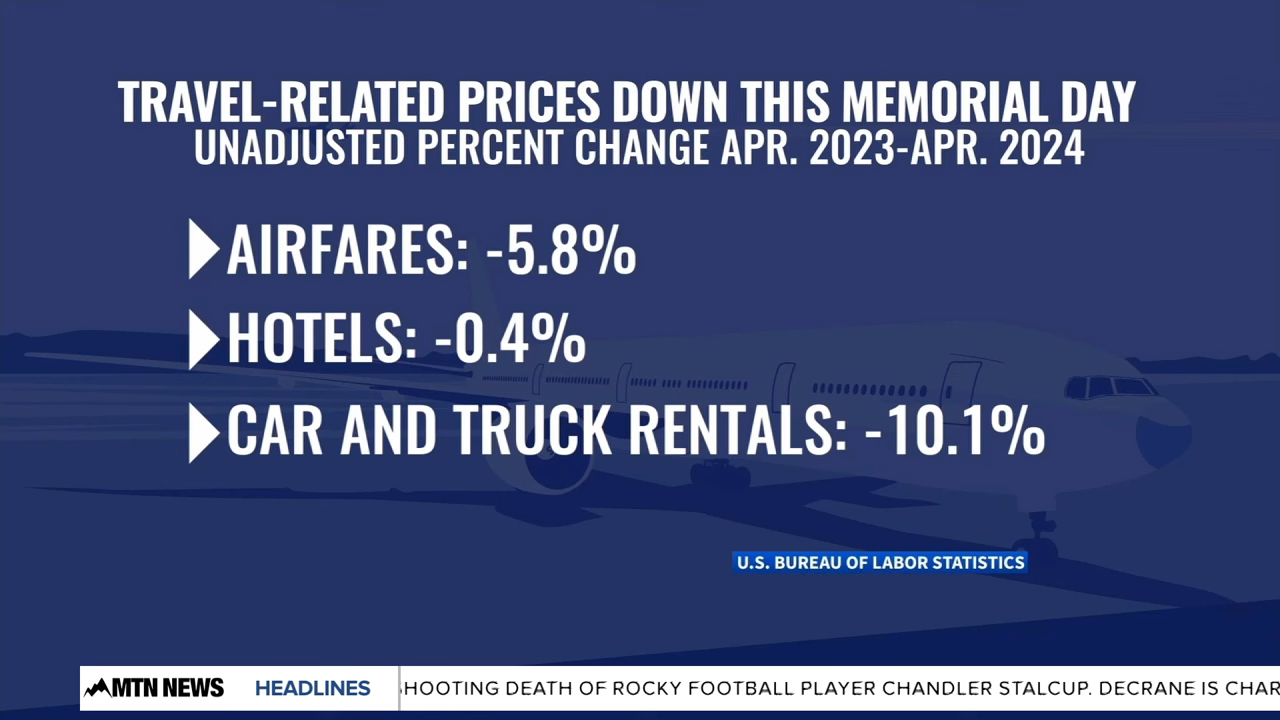 TRAVEL-RELATED PRICES DOWN THIS MEMORIAL DAY
UNADJUSTED PERCENT CHANGE APR. 2023-APR. 2024
AIRFARES: -5.8%
HOTELS: -0.4%
CAR AND TRUCK RENTALS: -10.1%
U.S. BUREAU OF LABOR STATISTICS
MTN NEWS HEADLINES HOOTING DEATH OF ROCKY FOOTBALL PLAYER CHANDLER STALCUP. DECRANE IS CHAR